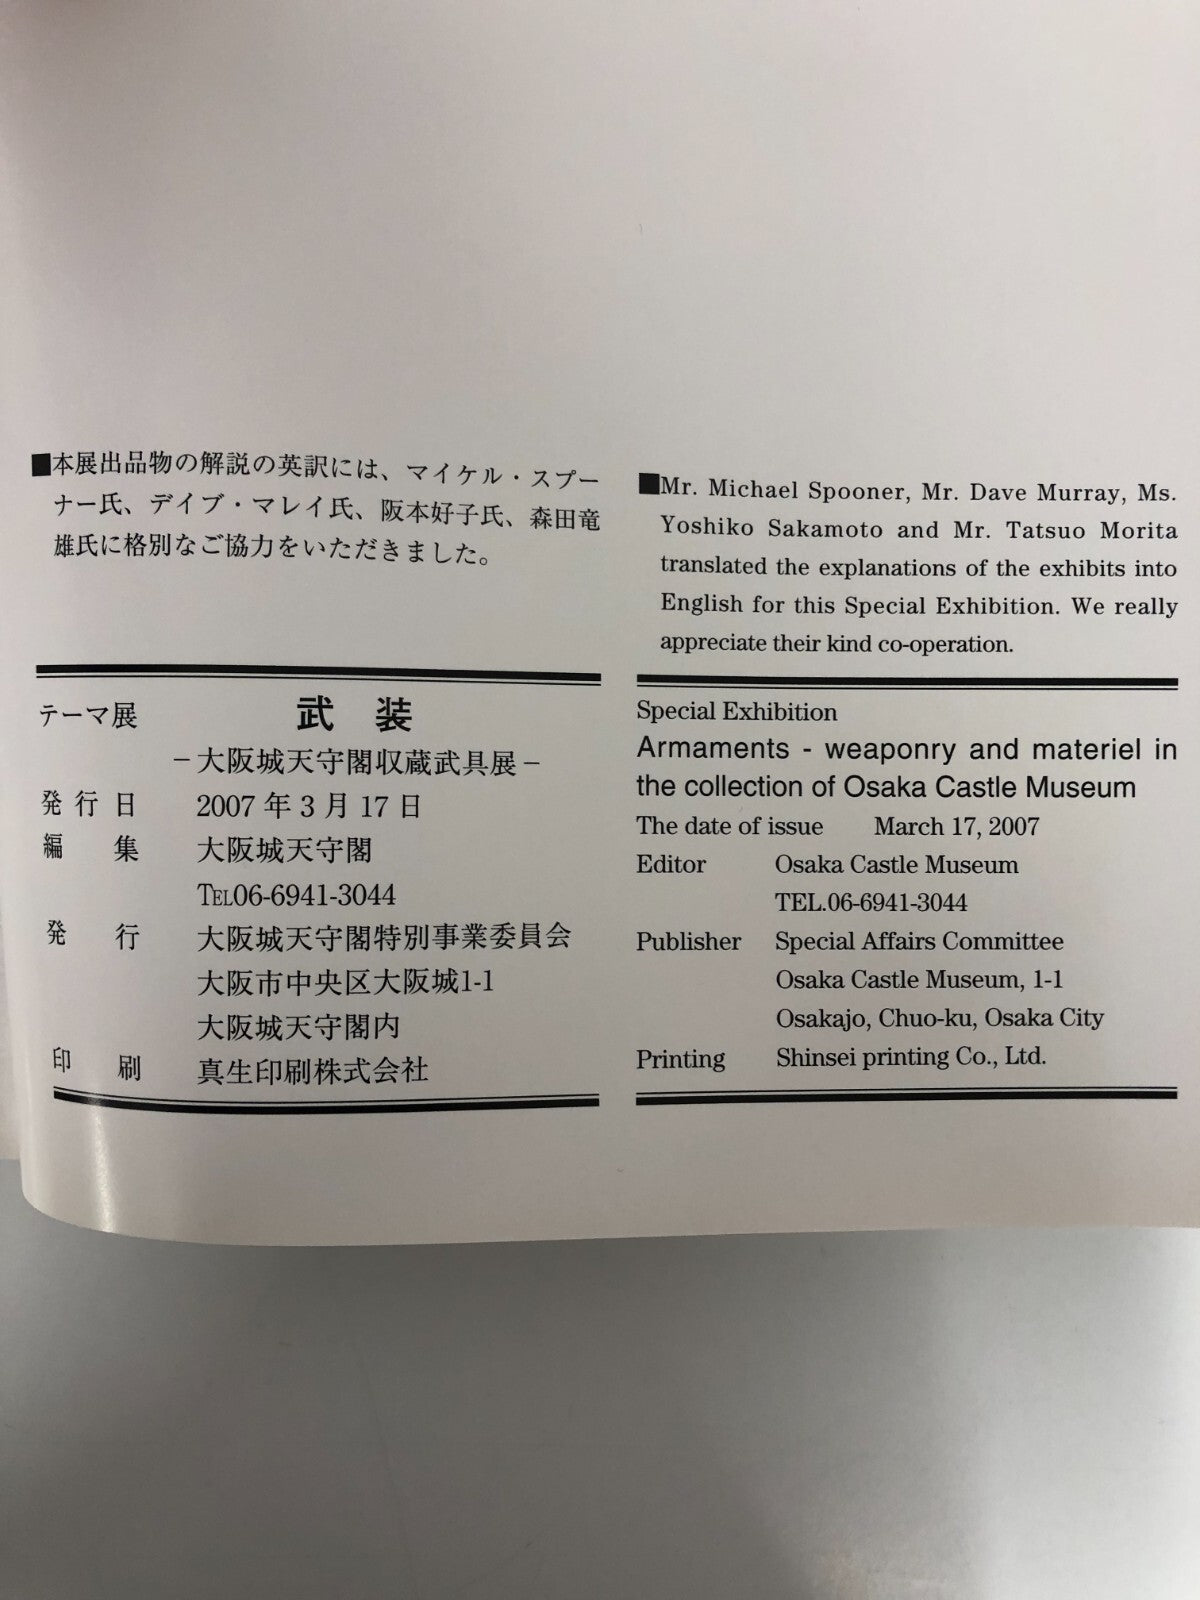 ■本展出品物の解説の英訳には、マイケル・スプー
ナー氏、デイブ・マレイ氏、阪本好子氏、森田竜
雄氏に格別なご協力をいただきました。
テーマ展 武 装
－大阪城天守閣収蔵武具展－
発 行 日 2007 年 3 月 17 日
編 集 大阪城天守閣
TEL06-6941-3044
発 行 大阪城天守閣特別事業委員会
大阪市中央区大阪城1-1
大阪城天守閣内
印 刷 真生印刷株式会社
■Mr. Michael Spooner, Mr. Dave Murray, Ms.
Yoshiko Sakamoto and Mr. Tatsuo Morita
translated the explanations of the exhibits into
English for this Special Exhibition. We really
appreciate their kind co-operation.
Special Exhibition
Armaments - weaponry and materiel in
the collection of Osaka Castle Museum
The date of issue March 17, 2007
Editor Osaka Castle Museum
TEL.06-6941-3044
Publisher Special Affairs Committee
Osaka Castle Museum, 1-1
Osakajo, Chuo-ku, Osaka City
Printing Shinsei printing Co., Ltd.